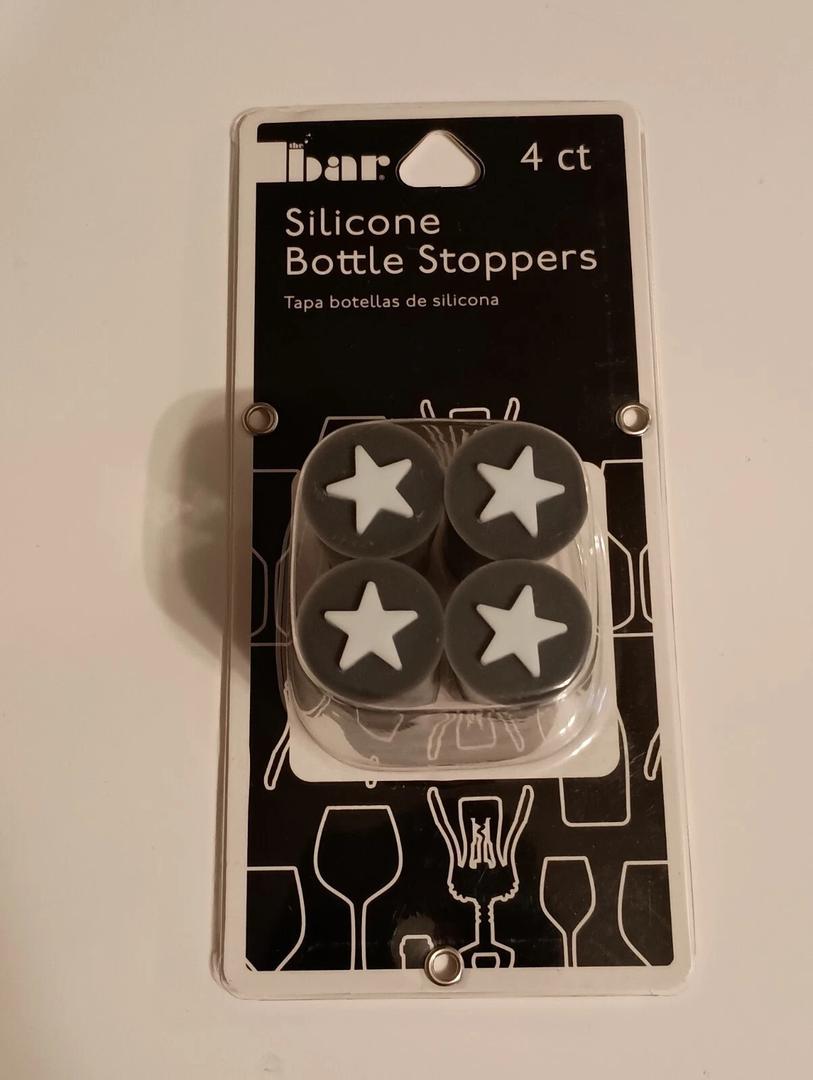 the
bar
4 ct
Silicone
Bottle Stoppers
Tapa botellas de silicona